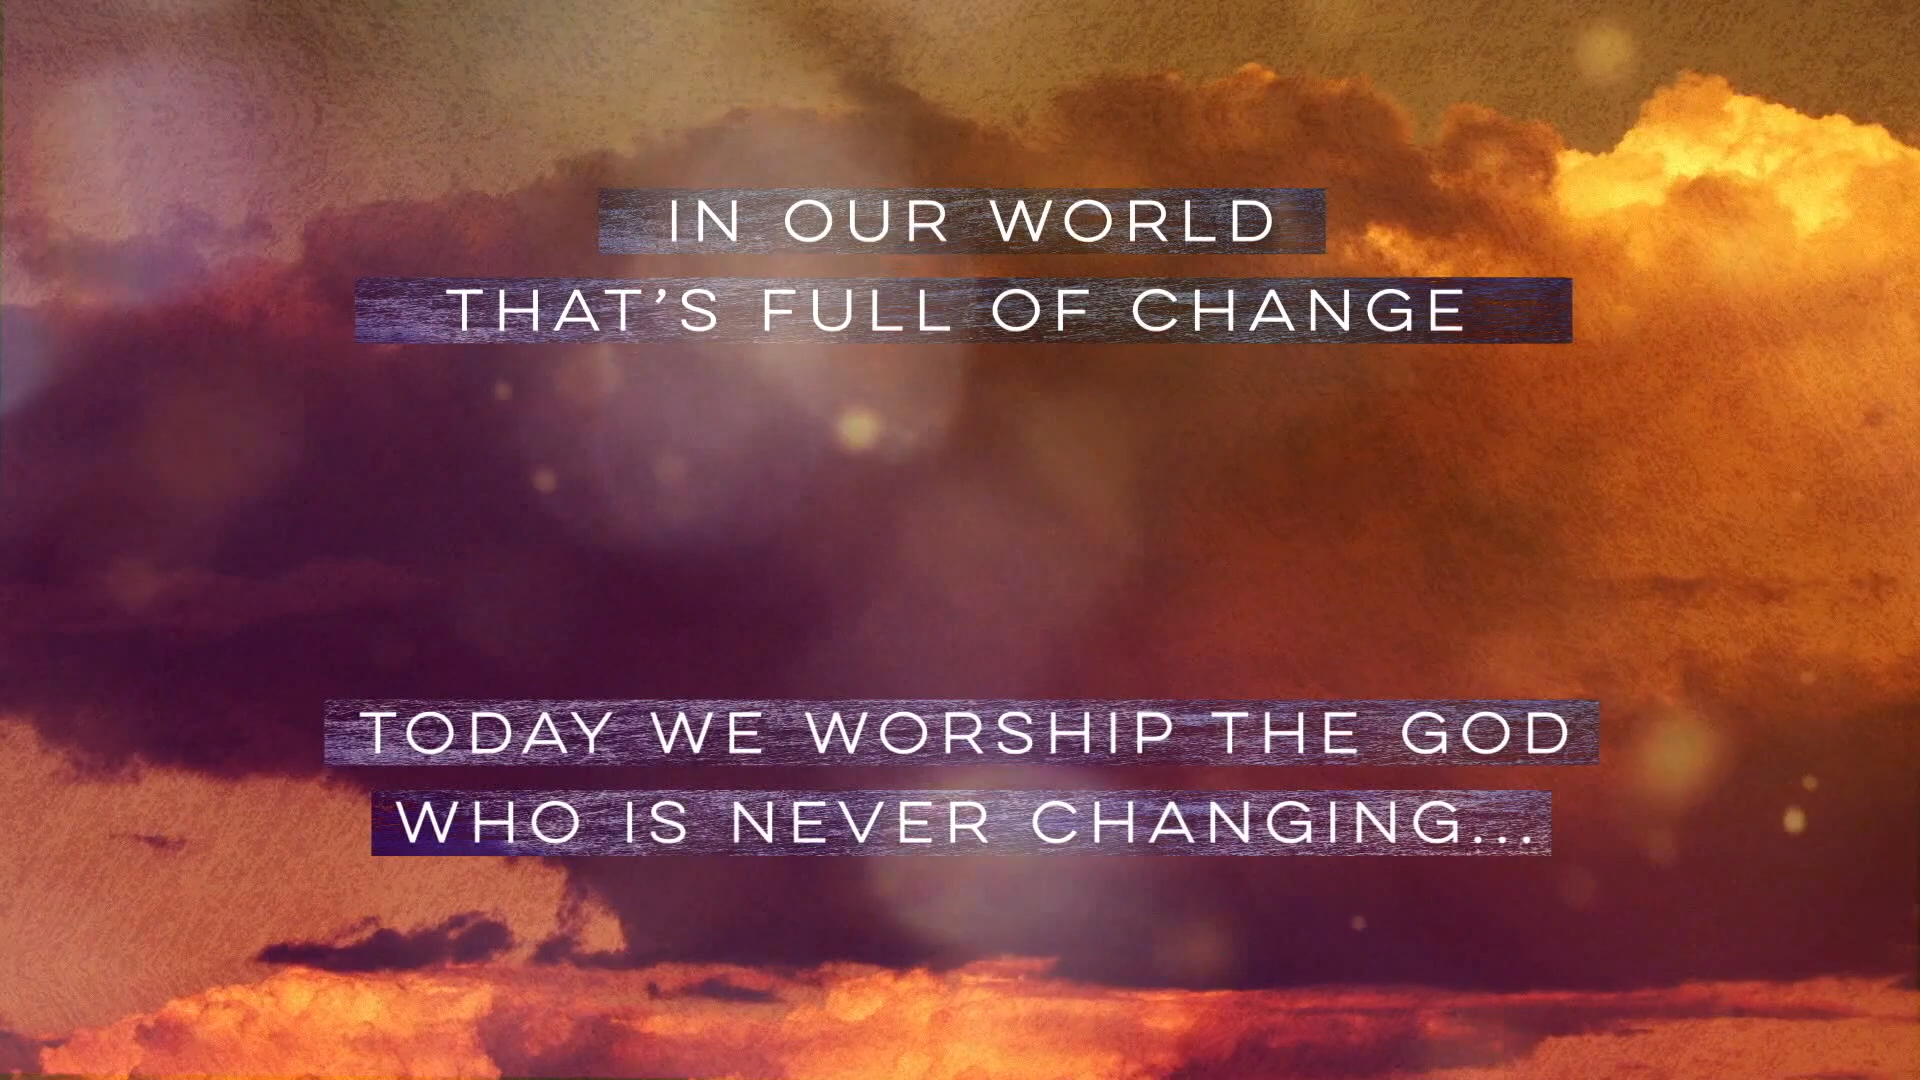 IN OUR WORLD
THAT'S FULL OF CHANGE
TODAY WE WORSHIP THE GOD
WHO IS NEVER CHANGING...